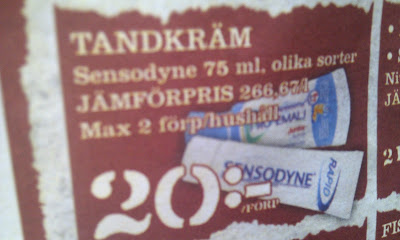 TANDKRÄM
Sensodyne 75 ml, olika sorter
JÄMFÖRPRIS 266,67/l
Max 2 förp/hushåll
SENSODYNE
RAPID
20:-
/FÖRP